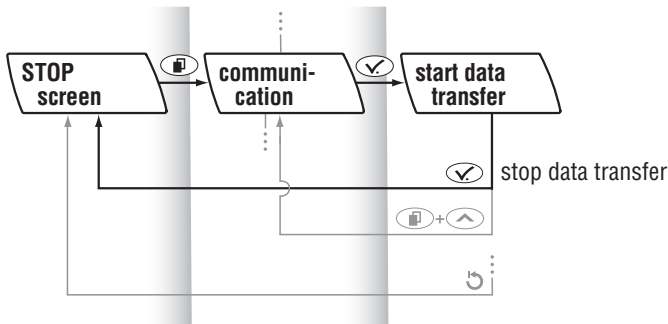 STOP
screen
communi-
cation
start data
transfer
stop data transfer
+